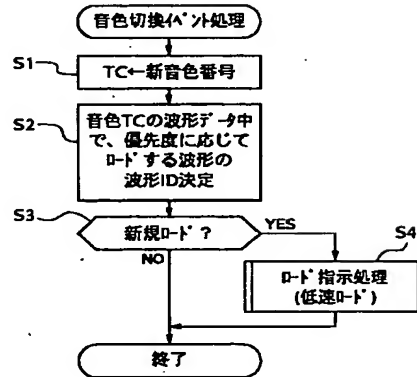 音色切換イベント処理
S1
TC←新音色番号
S2
音色TCの波形データ中
で、優先度に応じて
ロードする波形の
波形ID決定
S3
新規ロード?
YES
S4
NO
ロード指示処理
(低速ロード)
終了